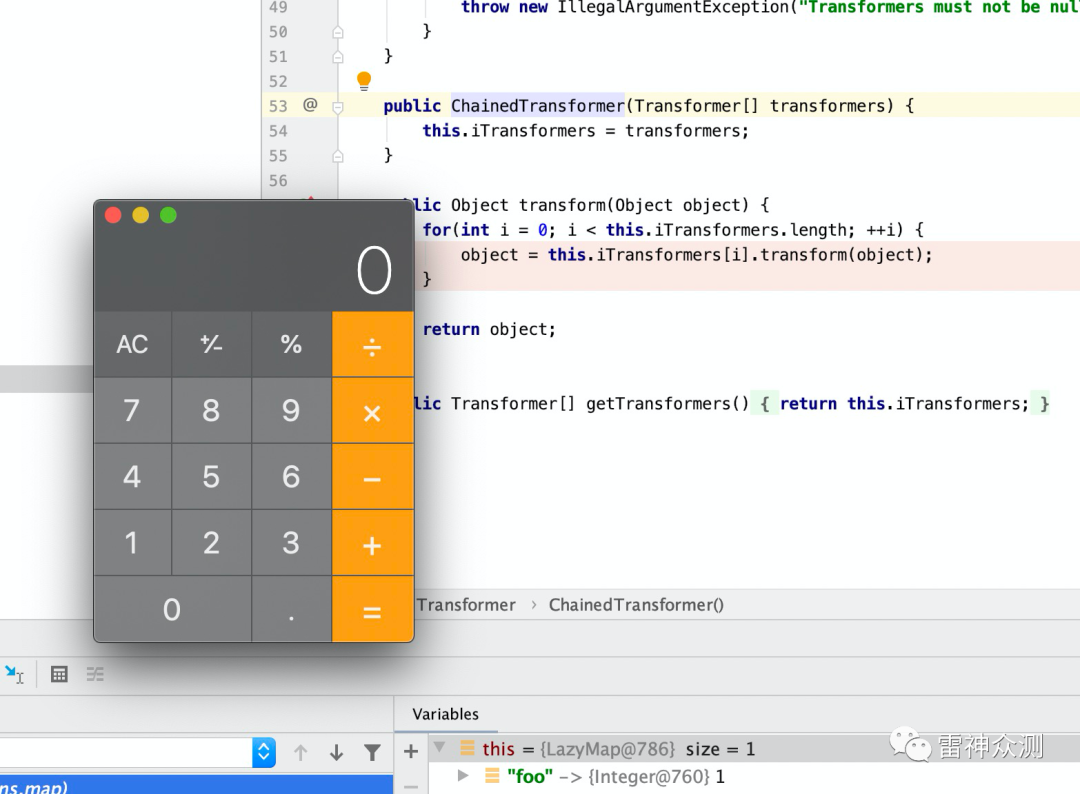 49 throw new IllegalArgumentException("Transformers must not be nul
50 }
51 }
52
53 @ public ChainedTransformer(Transformer[] transformers) {
54 this.iTransformers = transformers;
55 }
56
lic Object transform(Object object) {
for(int i = 0; i < this.iTransformers.length; ++i) {
object = this.iTransformers[i].transform(object);
}
return object;
lic Transformer[] getTransformers() { return this.iTransformers; }
0
AC +/- % ÷
7 8 9 ×
4 5 6 −
1 2 3 +
0 . =
Transformer › ChainedTransformer()
Variables
this = {LazyMap@786} size = 1
"foo" -> {Integer@760} 1
ns.map)
雷神众测